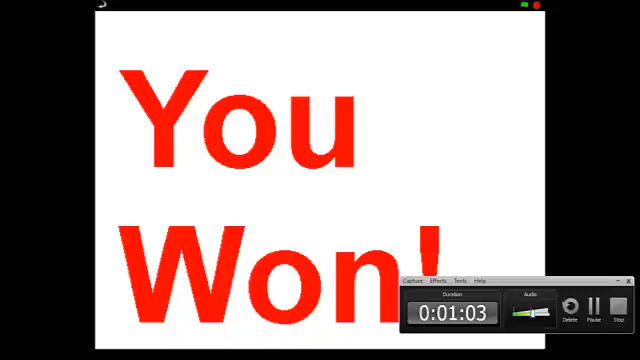 You
Won!
Capture Effects Tools Help
Duration
Audio
0:01:03
Delete Pause Stop